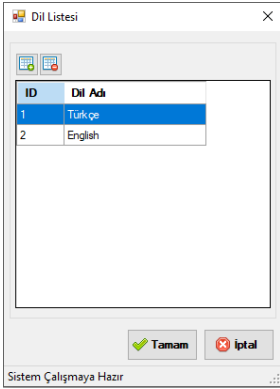 Dil Listesi
ID Dil Adı
1 Türkçe
2 English
Tamam İptal
Sistem Çalışmaya Hazır